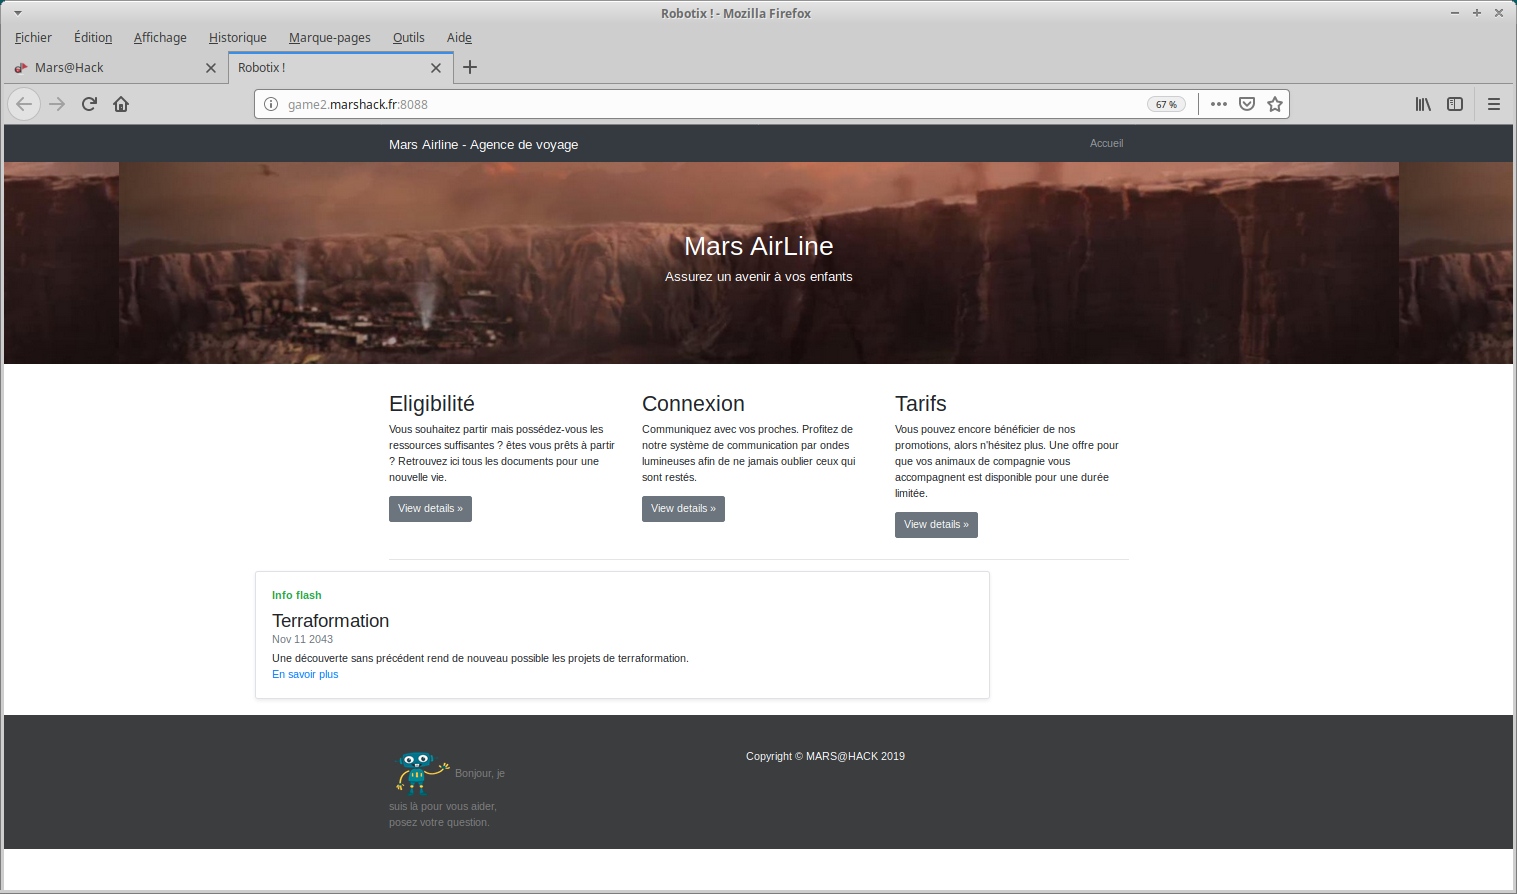 Robotix ! - Mozilla Firefox
Fichier Édition Affichage Historique Marque-pages Outils Aide
Mars@Hack Robotix !
game2.marshack.fr:8088 67 %
Mars Airline - Agence de voyage Accueil
Mars AirLine
Assurez un avenir à vos enfants
Eligibilité
Vous souhaitez partir mais possédez-vous les
ressources suffisantes ? êtes vous prêts à partir
? Retrouvez ici tous les documents pour une
nouvelle vie.
View details »
Connexion
Communiquez avec vos proches. Profitez de
notre système de communication par ondes
lumineuses afin de ne jamais oublier ceux qui
sont restés.
View details »
Tarifs
Vous pouvez encore bénéficier de nos
promotions, alors n'hésitez plus. Une offre pour
que vos animaux de compagnie vous
accompagnent est disponible pour une durée
limitée.
View details »
Info flash
Terraformation
Nov 11 2043
Une découverte sans précédent rend de nouveau possible les projets de terraformation.
En savoir plus
Bonjour, je
suis là pour vous aider,
posez votre question.
Copyright © MARS@HACK 2019